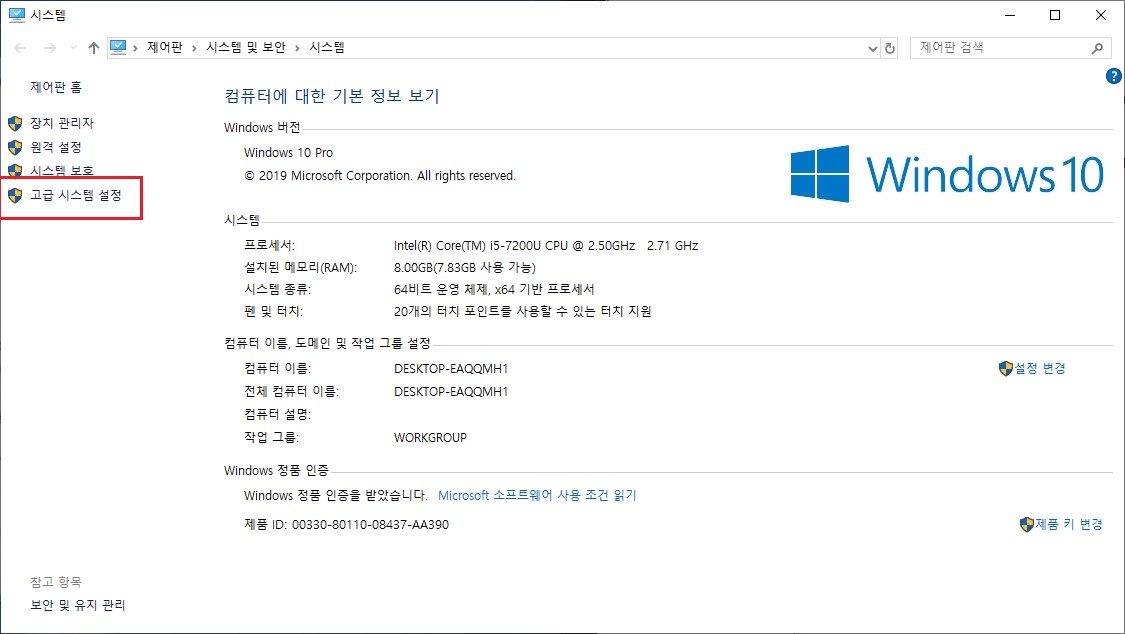 시스템
제어판 › 시스템 및 보안 › 시스템
제어판 검색
?
제어판 홈
장치 관리자
원격 설정
시스템 보호
고급 시스템 설정
컴퓨터에 대한 기본 정보 보기
Windows 버전
Windows 10 Pro
© 2019 Microsoft Corporation. All rights reserved.
Windows 10
시스템
프로세서: Intel(R) Core(TM) i5-7200U CPU @ 2.50GHz 2.71 GHz
설치된 메모리(RAM): 8.00GB(7.83GB 사용 가능)
시스템 종류: 64비트 운영 체제, x64 기반 프로세서
펜 및 터치: 20개의 터치 포인트를 사용할 수 있는 터치 지원
컴퓨터 이름, 도메인 및 작업 그룹 설정
컴퓨터 이름: DESKTOP-EAQQMH1 설정 변경
전체 컴퓨터 이름: DESKTOP-EAQQMH1
컴퓨터 설명:
작업 그룹: WORKGROUP
Windows 정품 인증
Windows 정품 인증을 받았습니다. Microsoft 소프트웨어 사용 조건 읽기
제품 ID: 00330-80110-08437-AA390 제품 키 변경
참고 항목
보안 및 유지 관리